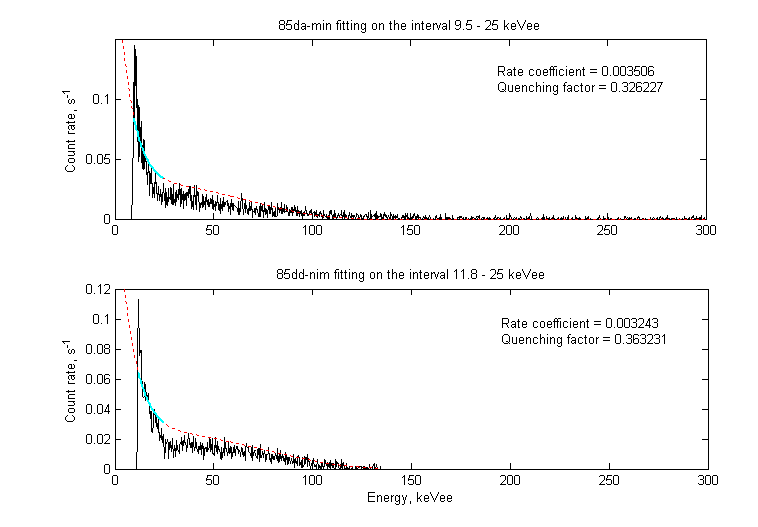 85da-min fitting on the interval 9.5 - 25 keVee
Rate coefficient = 0.003506
Quenching factor = 0.326227
Count rate, s-1
0.1
0.05
0
0 50 100 150 200 250 300
85dd-nim fitting on the interval 11.8 - 25 keVee
Rate coefficient = 0.003243
Quenching factor = 0.363231
Count rate, s-1
0.12
0.1
0.08
0.06
0.04
0.02
0
0 50 100 150 200 250 300
Energy, keVee